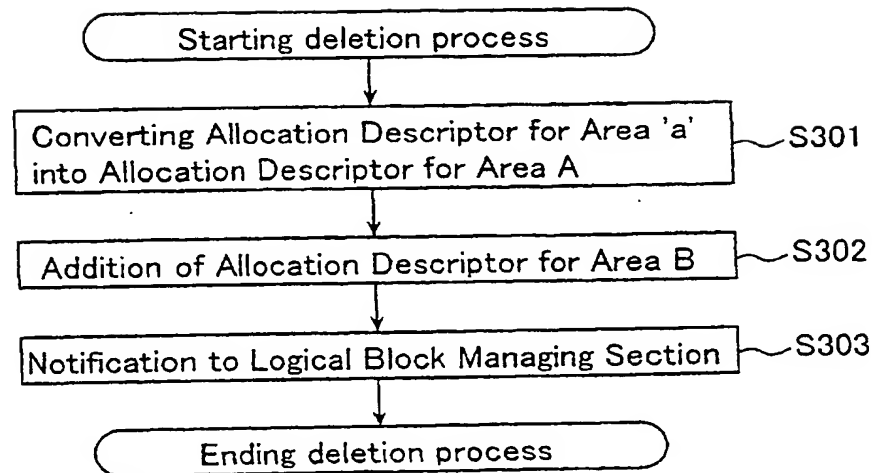 Starting deletion process
Converting Allocation Descriptor for Area 'a'
into Allocation Descriptor for Area A
S301
Addition of Allocation Descriptor for Area B
S302
Notification to Logical Block Managing Section
S303
Ending deletion process